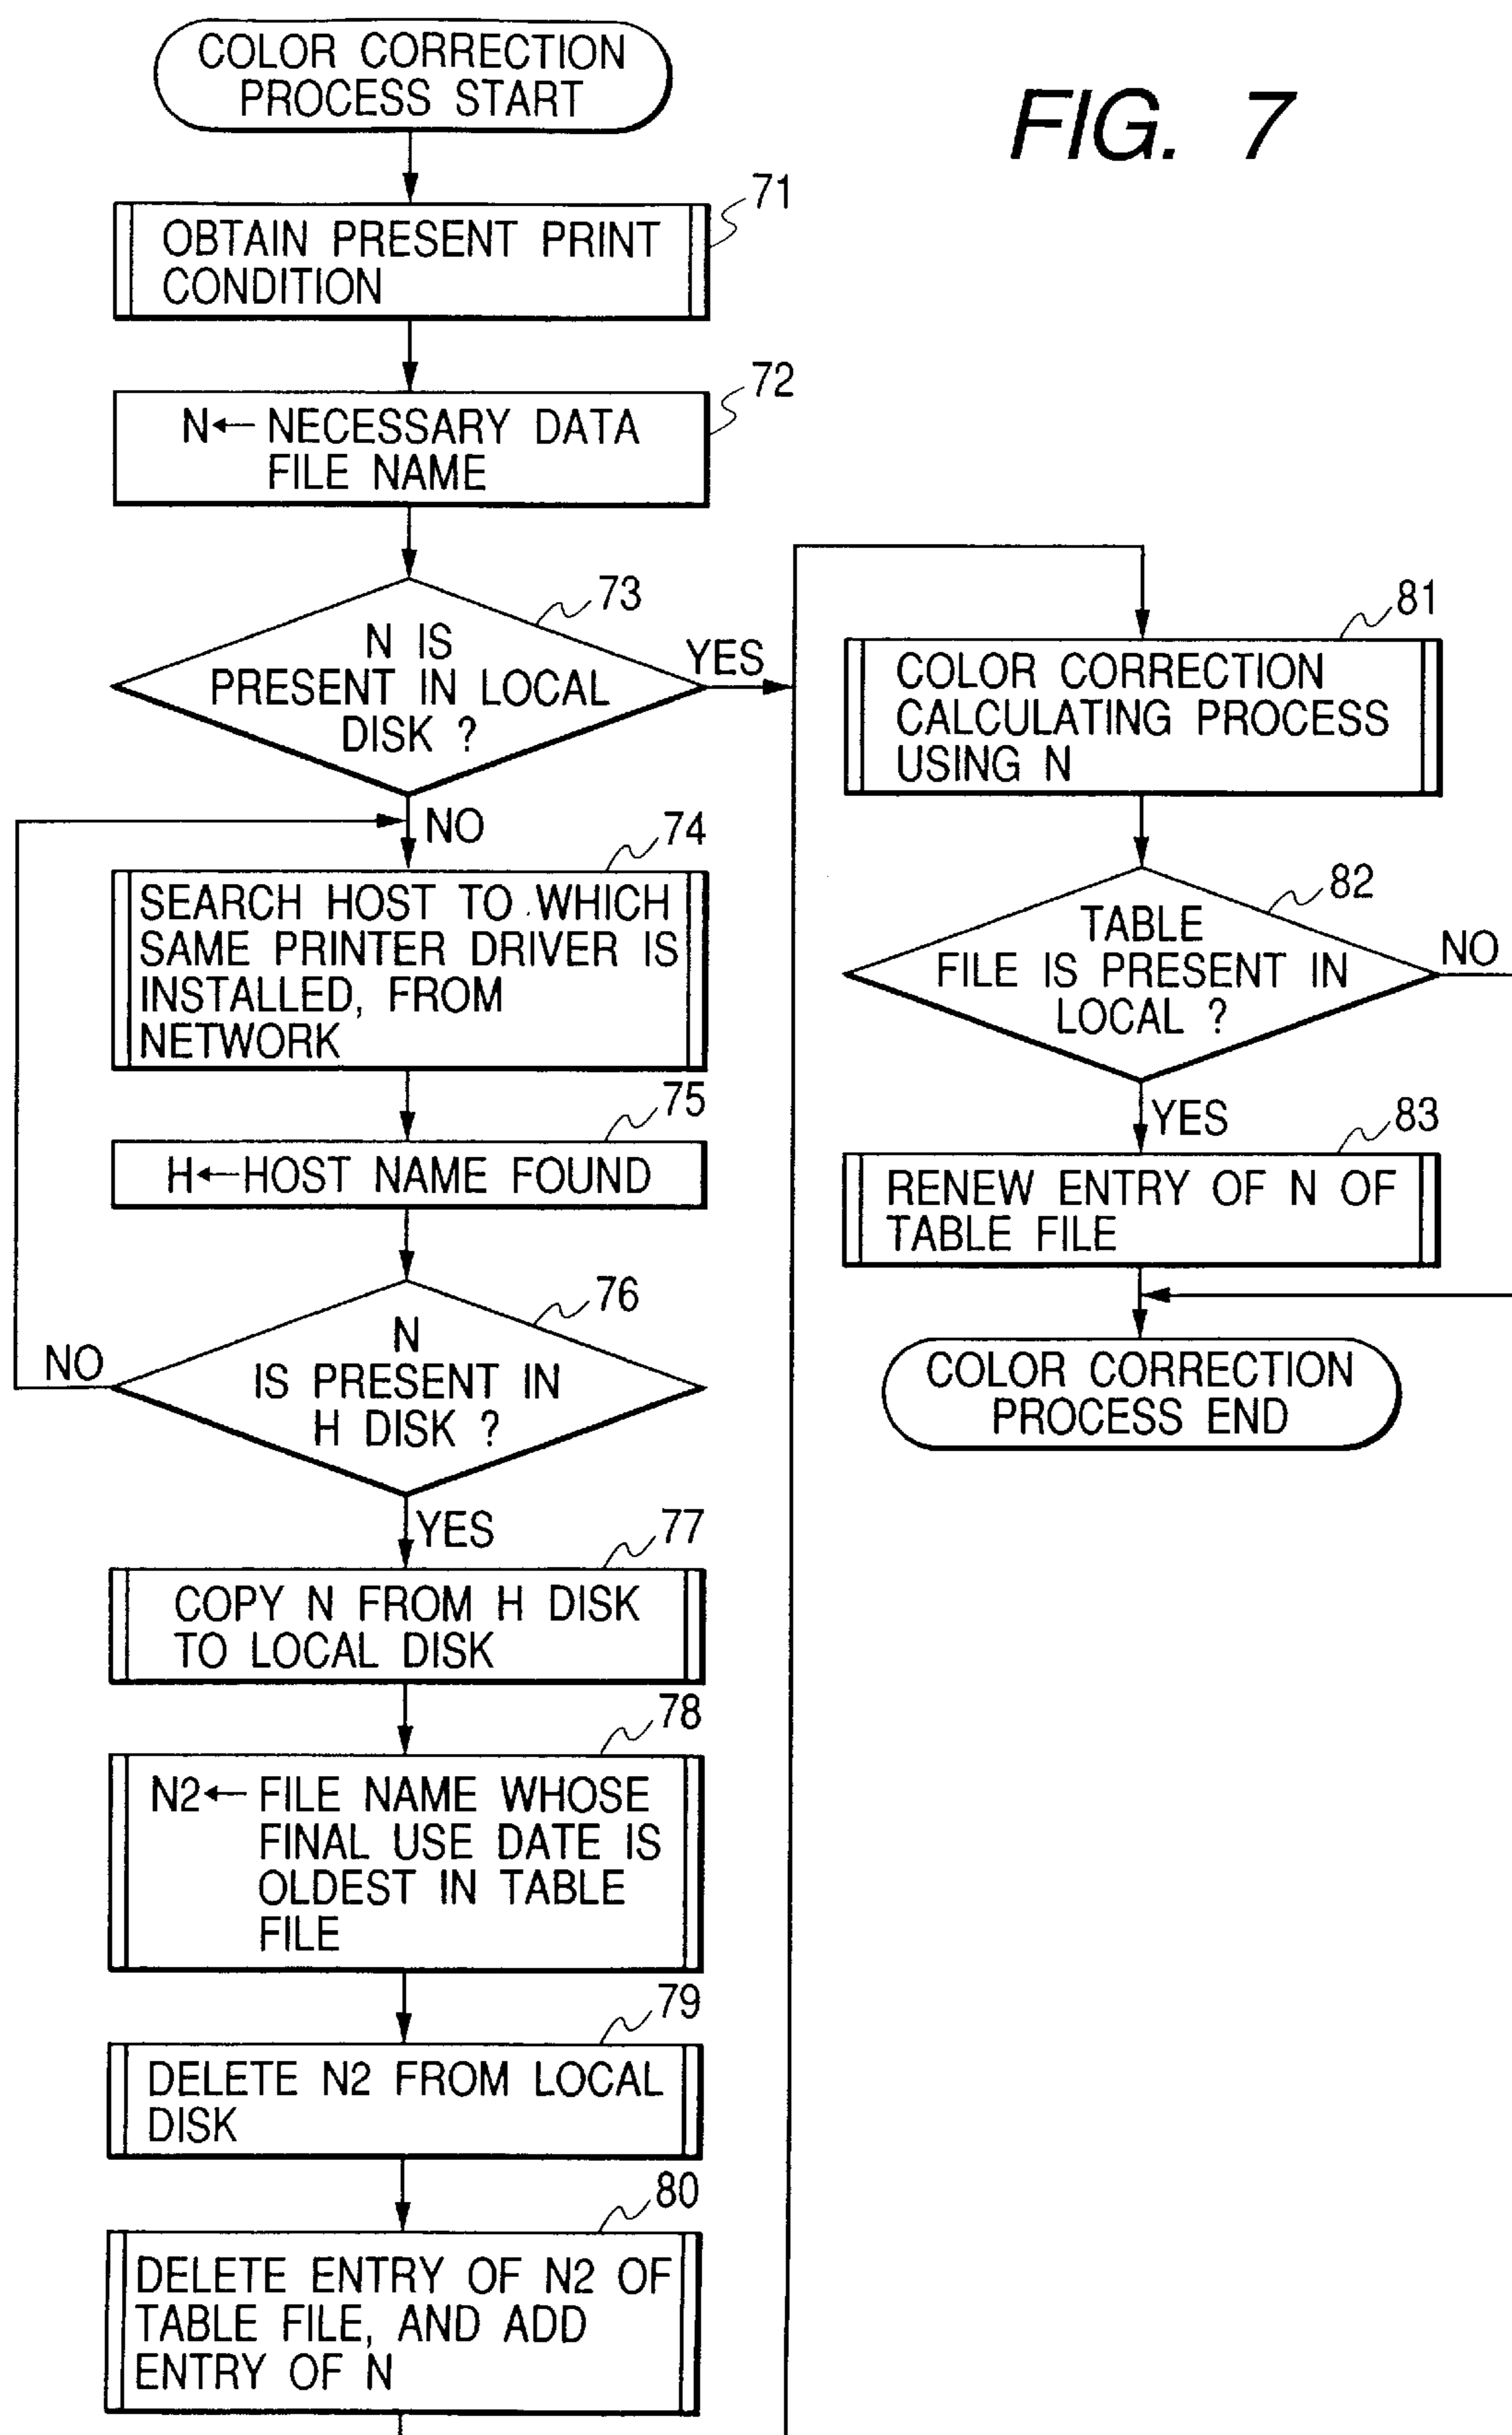 COLOR CORRECTION
PROCESS START
FIG. 7
71
OBTAIN PRESENT PRINT
CONDITION
72
N← NECESSARY DATA
FILE NAME
73
N IS
PRESENT IN LOCAL
DISK ?
YES
NO
74
SEARCH HOST TO WHICH
SAME PRINTER DRIVER IS
INSTALLED, FROM
NETWORK
75
H←HOST NAME FOUND
76
N
IS PRESENT IN
H DISK ?
NO
YES
77
COPY N FROM H DISK
TO LOCAL DISK
78
N2← FILE NAME WHOSE
FINAL USE DATE IS
OLDEST IN TABLE
FILE
79
DELETE N2 FROM LOCAL
DISK
80
DELETE ENTRY OF N2 OF
TABLE FILE, AND ADD
ENTRY OF N
81
COLOR CORRECTION
CALCULATING PROCESS
USING N
82
TABLE
FILE IS PRESENT IN
LOCAL ?
NO
YES
83
RENEW ENTRY OF N OF
TABLE FILE
COLOR CORRECTION
PROCESS END